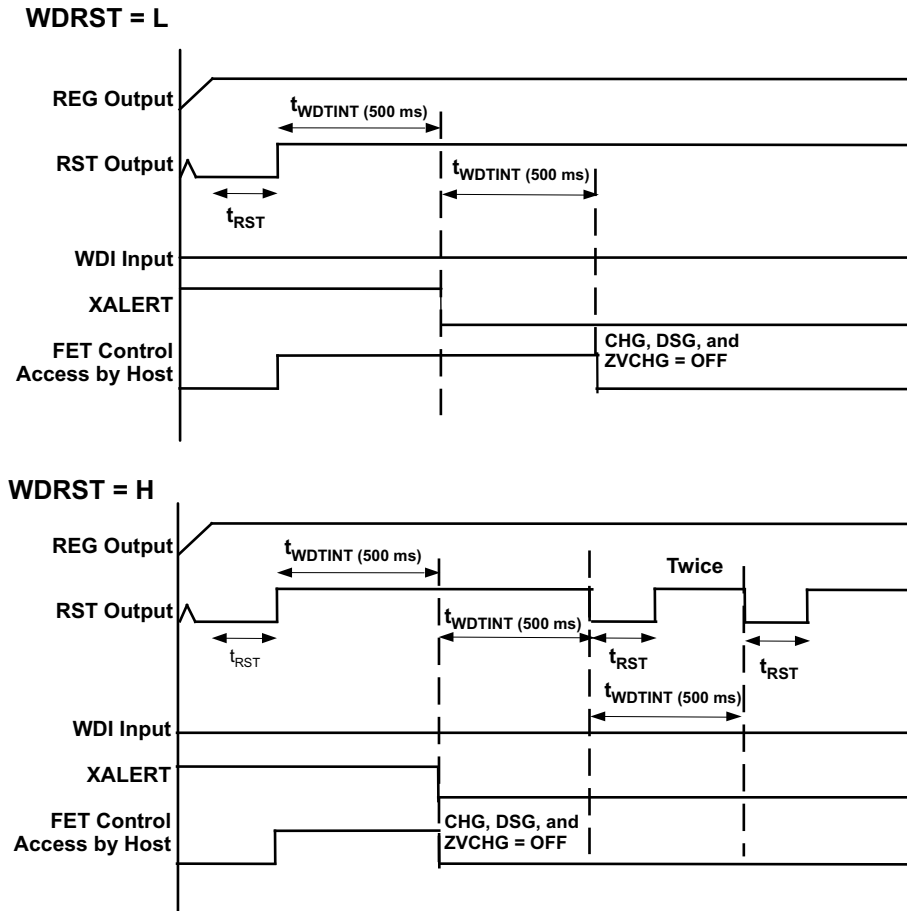 WDRST = L
REG Output
tWDTINT (500 ms)
RST Output
tWDTINT (500 ms)
tRST
WDI Input
XALERT
FET Control
Access by Host
CHG, DSG, and
ZVCHG = OFF
WDRST = H
REG Output
tWDTINT (500 ms)
Twice
RST Output
tWDTINT (500 ms)
tRST
tRST
tRST
tWDTINT (500 ms)
WDI Input
XALERT
FET Control
Access by Host
CHG, DSG, and
ZVCHG = OFF